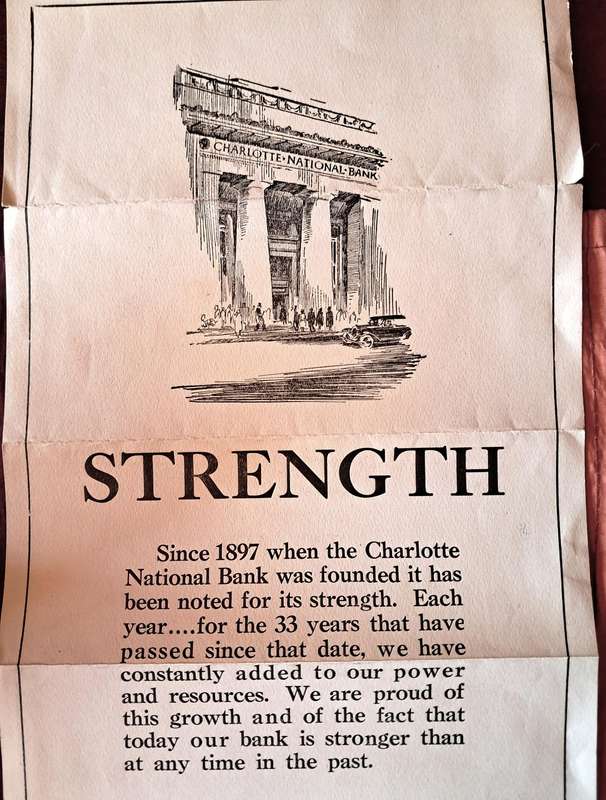 CHARLOTTE·NATIONAL·BANK
STRENGTH
Since 1897 when the Charlotte
National Bank was founded it has
been noted for its strength. Each
year....for the 33 years that have
passed since that date, we have
constantly added to our power
and resources. We are proud of
this growth and of the fact that
today our bank is stronger than
at any time in the past.